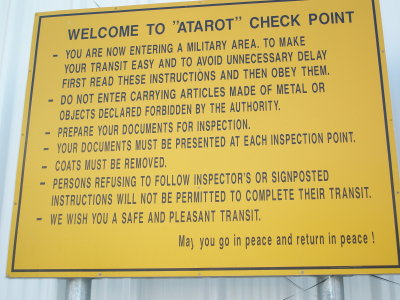 WELCOME TO "ATAROT" CHECK POINT
- YOU ARE NOW ENTERING A MILITARY AREA. TO MAKE
YOUR TRANSIT EASY AND TO AVOID UNNECESSARY DELAY
FIRST READ THESE INSTRUCTIONS AND THEN OBEY THEM.
- DO NOT ENTER CARRYING ARTICLES MADE OF METAL OR
OBJECTS DECLARED FORBIDDEN BY THE AUTHORITY.
- PREPARE YOUR DOCUMENTS FOR INSPECTION.
- YOUR DOCUMENTS MUST BE PRESENTED AT EACH INSPECTION POINT.
- COATS MUST BE REMOVED.
- PERSONS REFUSING TO FOLLOW INSPECTOR'S OR SIGNPOSTED
INSTRUCTIONS WILL NOT BE PERMITTED TO COMPLETE THEIR TRANSIT.
- WE WISH YOU A SAFE AND PLEASANT TRANSIT.
May you go in peace and return in peace !